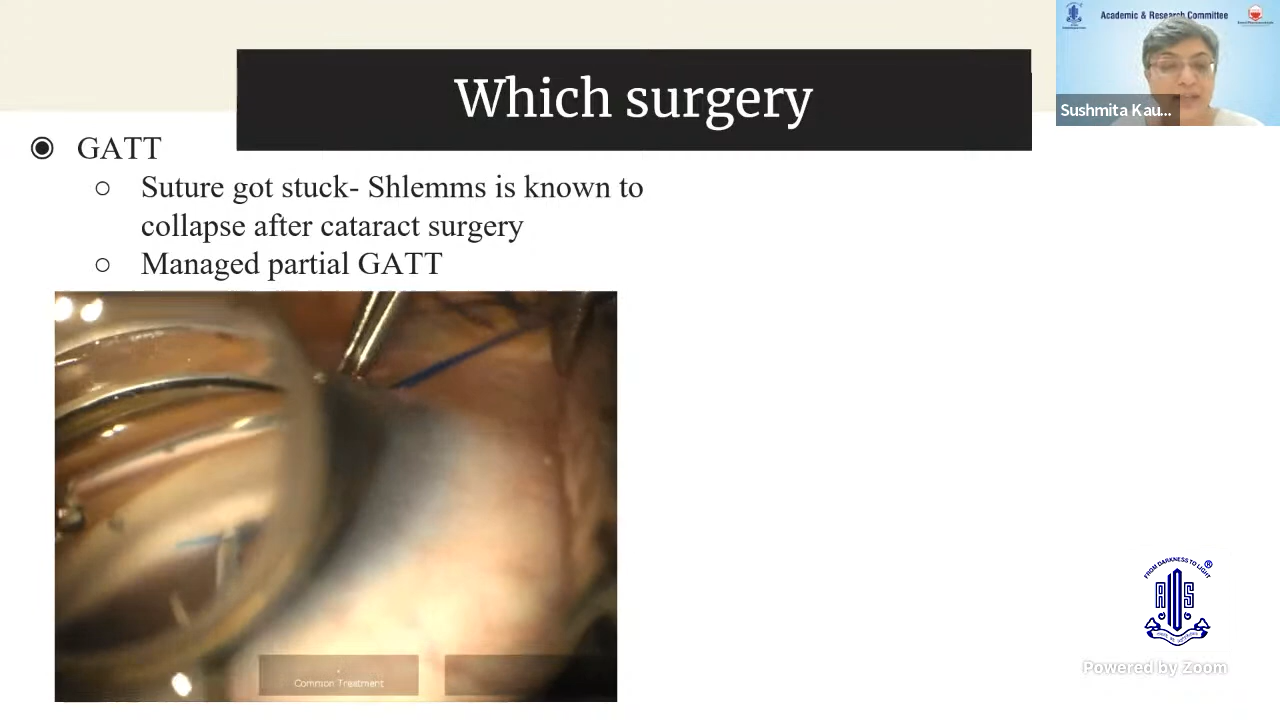 Academic & Research Committee
Which surgery
Sushmita Kau...
GATT
Suture got stuck- Shlemms is known to
collapse after cataract surgery
Managed partial GATT
Common Treatment
FROM DARKNESS TO LIGHT
AIOS
Powered by Zoom